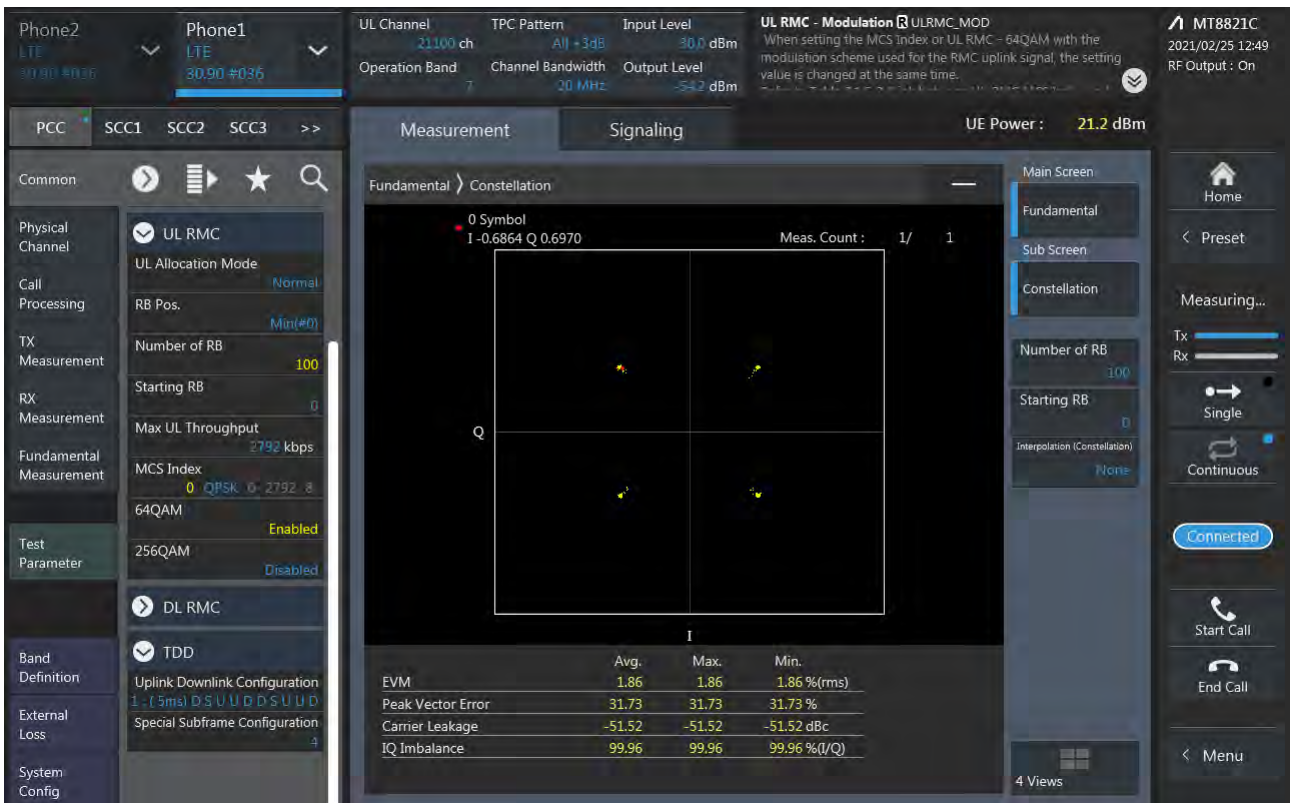 Phone2
LTE
30.90 #036
Phone1
LTE
30.90 #036
UL Channel
21100 ch
Operation Band
7
TPC Pattern
All +3dB
Channel Bandwidth
20 MHz
Input Level
30.0 dBm
Output Level
-54.2 dBm
UL RMC - Modulation R ULRMC_MOD
When setting the MCS Index or UL RMC - 64QAM with the
modulation scheme used for the RMC uplink signal, the setting
value is changed at the same time.
MT8821C
2021/02/25 12:49
RF Output : On
PCC SCC1 SCC2 SCC3 >>
Measurement
Signaling
UE Power : 21.2 dBm
Common
Physical
Channel
Call
Processing
TX
Measurement
RX
Measurement
Fundamental
Measurement
Test
Parameter
Band
Definition
External
Loss
System
Config
UL RMC
UL Allocation Mode
Normal
RB Pos.
Min(#0)
Number of RB
100
Starting RB
0
Max UL Throughput
2792 kbps
MCS Index
0 QPSK 0 2792 8
64QAM
Enabled
256QAM
Disabled
DL RMC
TDD
Uplink Downlink Configuration
1 : ( 5ms) D S U U D D S U U D
Special Subframe Configuration
4
Fundamental > Constellation
0 Symbol
I -0.6864 Q 0.6970
Meas. Count : 1/ 1
Q
I
Avg. Max. Min.
EVM 1.86 1.86 1.86 %(rms)
Peak Vector Error 31.73 31.73 31.73 %
Carrier Leakage -51.52 -51.52 -51.52 dBc
IQ Imbalance 99.96 99.96 99.96 %(I/Q)
Main Screen
Fundamental
Sub Screen
Constellation
Number of RB
100
Starting RB
0
Interpolation (Constellation)
None
4 Views
Home
< Preset
Measuring...
Tx
Rx
Single
Continuous
Connected
Start Call
End Call
< Menu